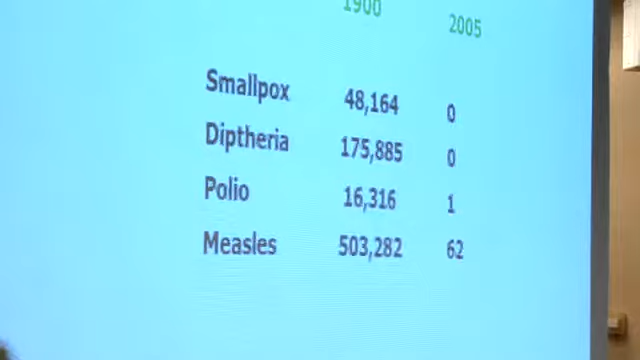 1900 2005
Smallpox 48,164 0
Diptheria 175,885 0
Polio 16,316 1
Measles 503,282 62